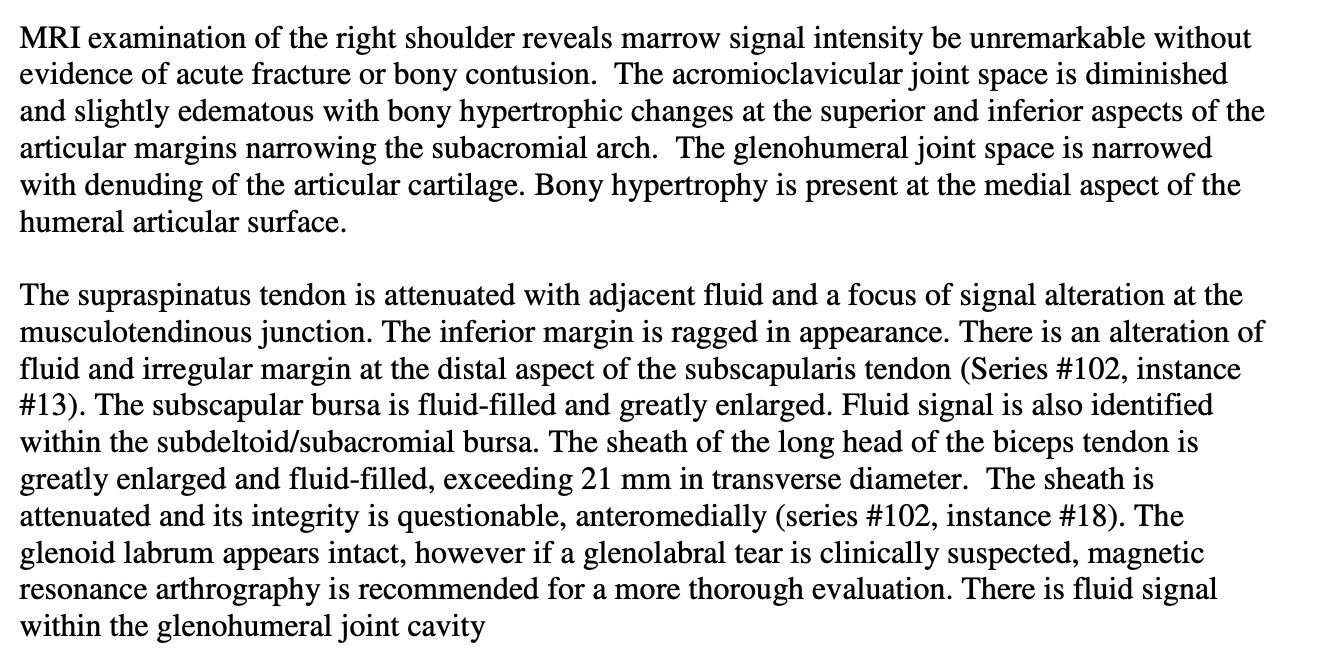 MRI examination of the right shoulder reveals marrow signal intensity be unremarkable without
evidence of acute fracture or bony contusion.  The acromioclavicular joint space is diminished
and slightly edematous with bony hypertrophic changes at the superior and inferior aspects of the
articular margins narrowing the subacromial arch.  The glenohumeral joint space is narrowed
with denuding of the articular cartilage. Bony hypertrophy is present at the medial aspect of the
humeral articular surface.

The supraspinatus tendon is attenuated with adjacent fluid and a focus of signal alteration at the
musculotendinous junction. The inferior margin is ragged in appearance. There is an alteration of
fluid and irregular margin at the distal aspect of the subscapularis tendon (Series #102, instance
#13). The subscapular bursa is fluid-filled and greatly enlarged. Fluid signal is also identified
within the subdeltoid/subacromial bursa. The sheath of the long head of the biceps tendon is
greatly enlarged and fluid-filled, exceeding 21 mm in transverse diameter.  The sheath is
attenuated and its integrity is questionable, anteromedially (series #102, instance #18). The
glenoid labrum appears intact, however if a glenolabral tear is clinically suspected, magnetic
resonance arthrography is recommended for a more thorough evaluation. There is fluid signal
within the glenohumeral joint cavity